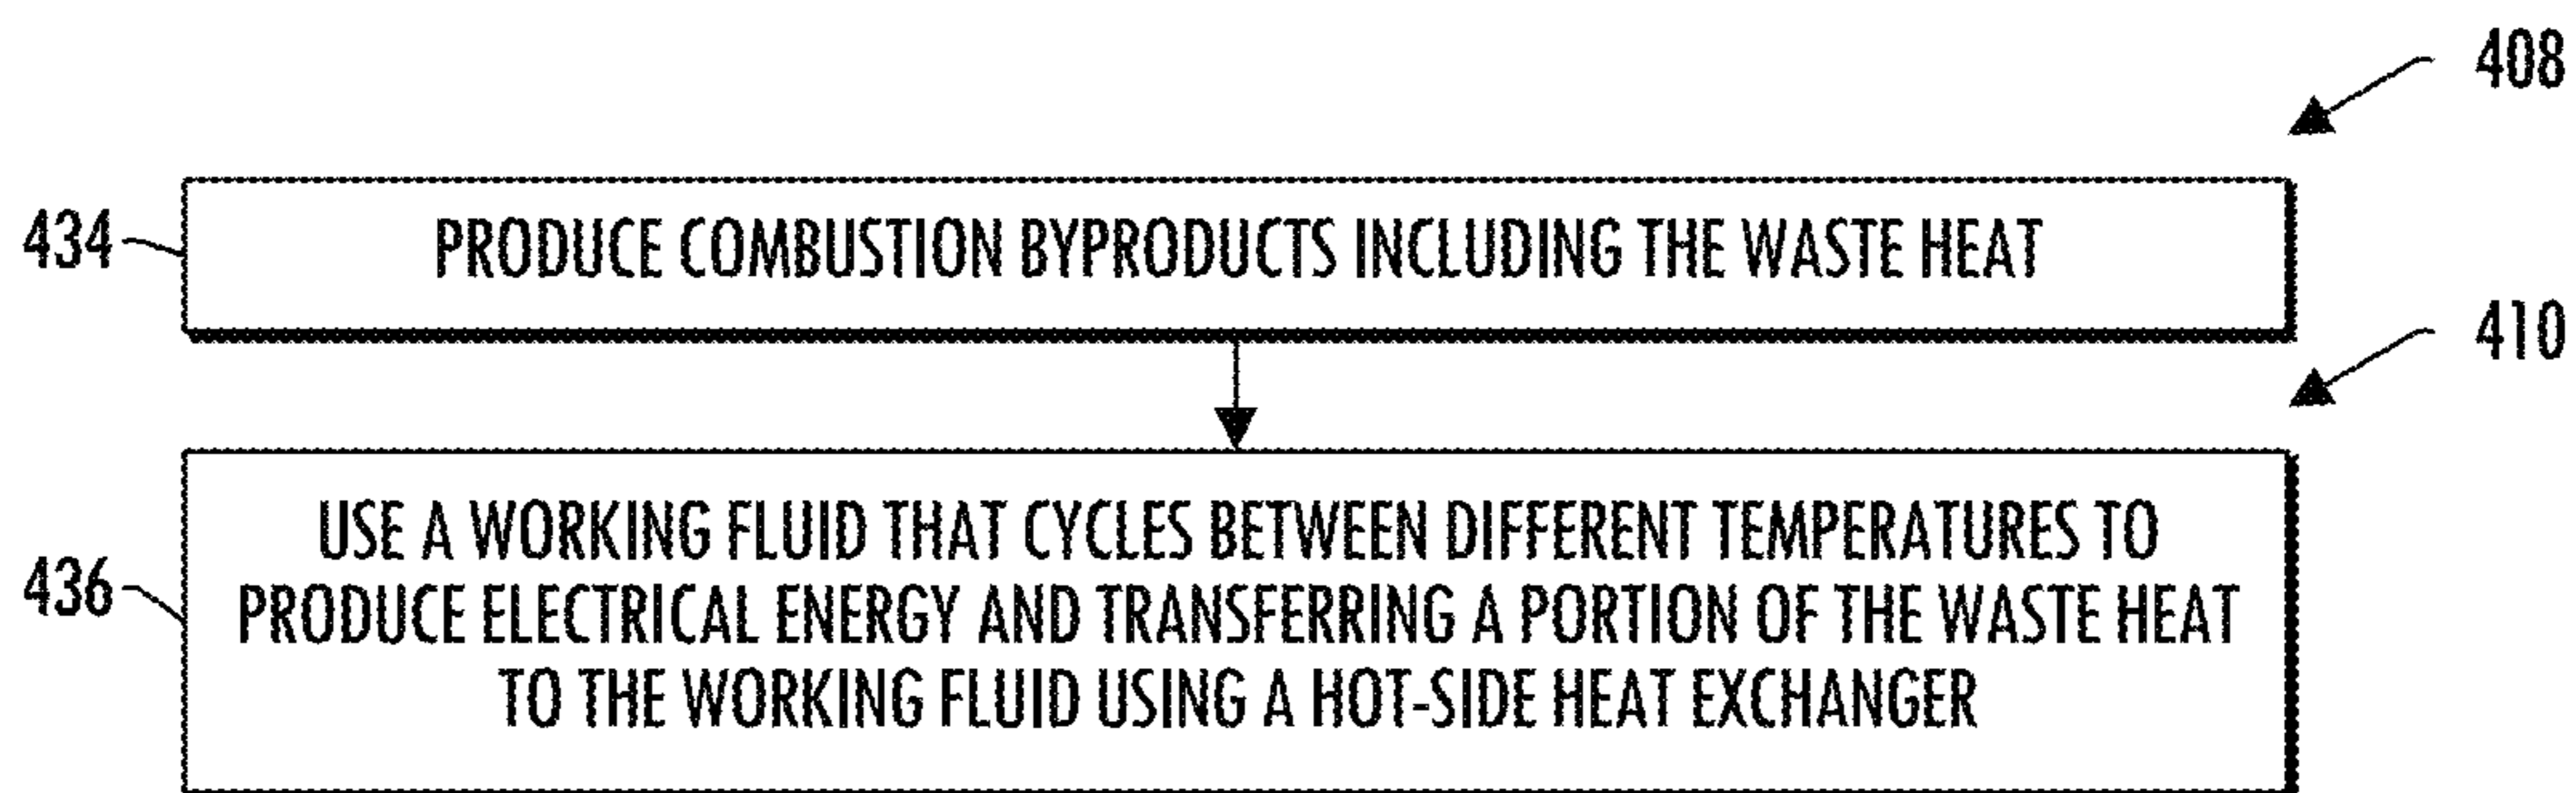 408
434
PRODUCE COMBUSTION BYPRODUCTS INCLUDING THE WASTE HEAT
410
436
USE A WORKING FLUID THAT CYCLES BETWEEN DIFFERENT TEMPERATURES TO
PRODUCE ELECTRICAL ENERGY AND TRANSFERRING A PORTION OF THE WASTE HEAT
TO THE WORKING FLUID USING A HOT-SIDE HEAT EXCHANGER